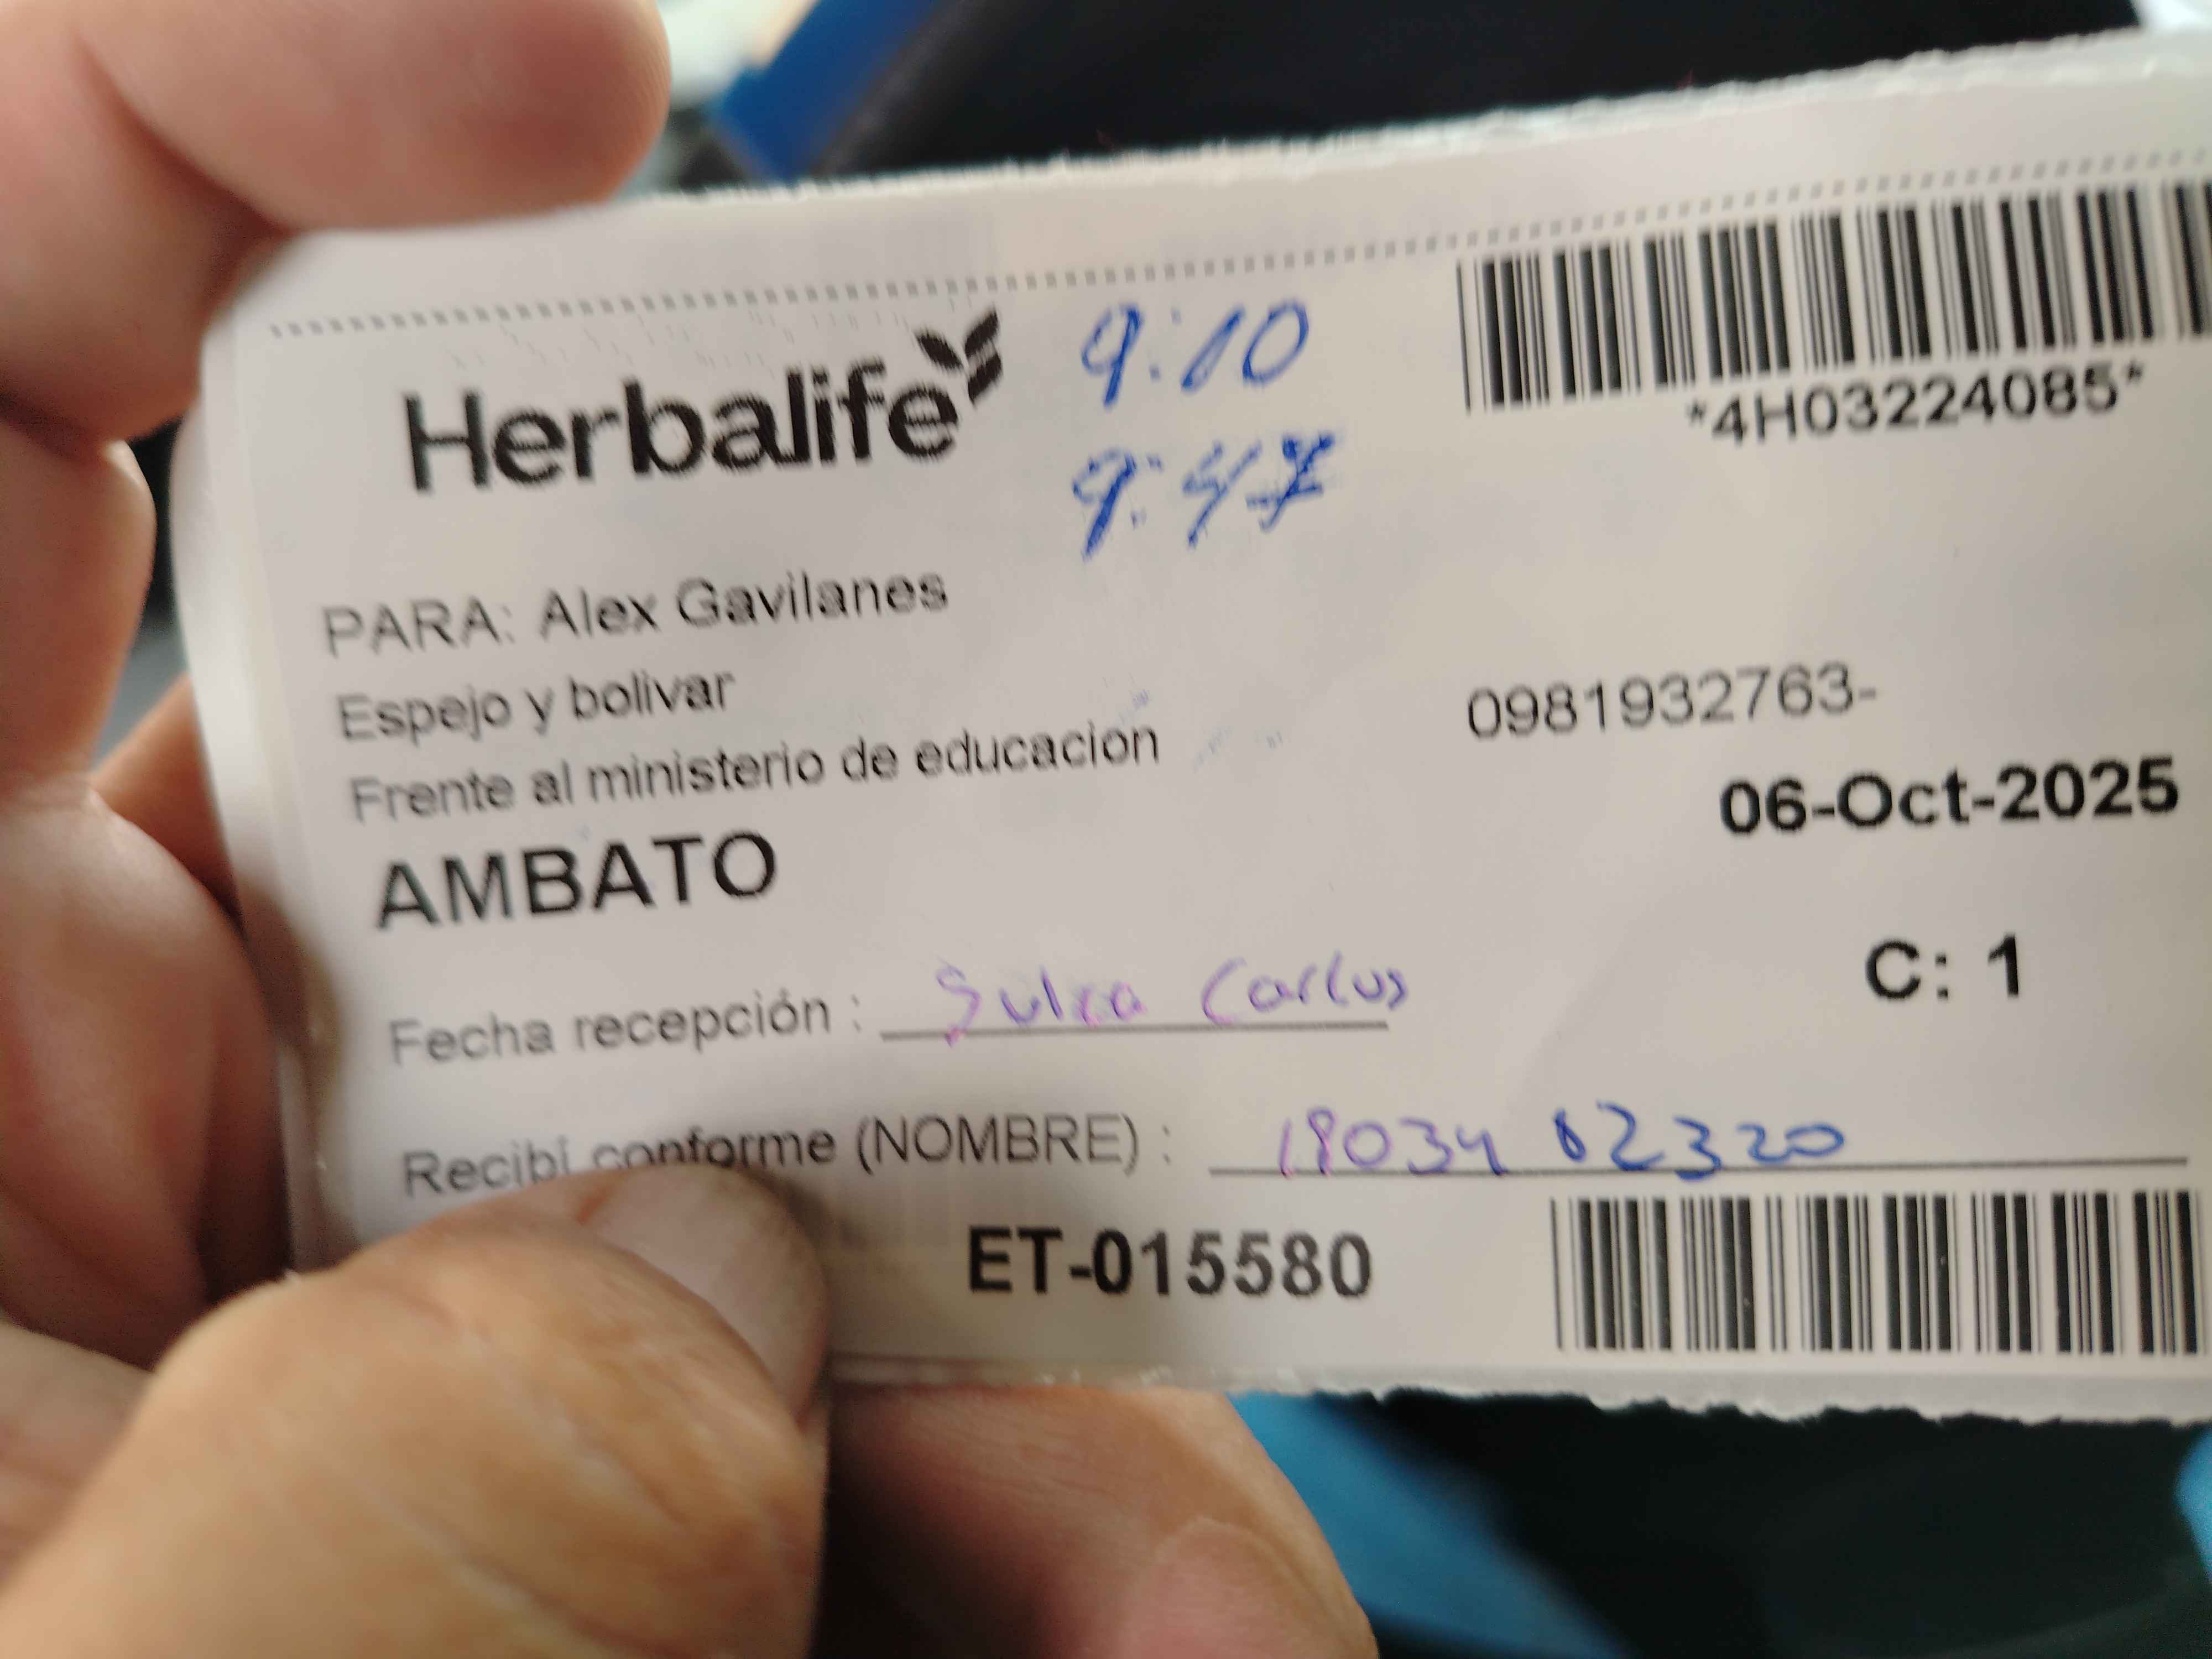 Herbalife
9:10
9:47
*4H03224085*
PARA: Alex Gavilanes
Espejo y bolivar
0981932763-
Frente al ministerio de educacion
06-Oct-2025
AMBATO
C: 1
Fecha recepción : Sulca Carlos
Recibí conforme (NOMBRE) : 1803402320
ET-015580